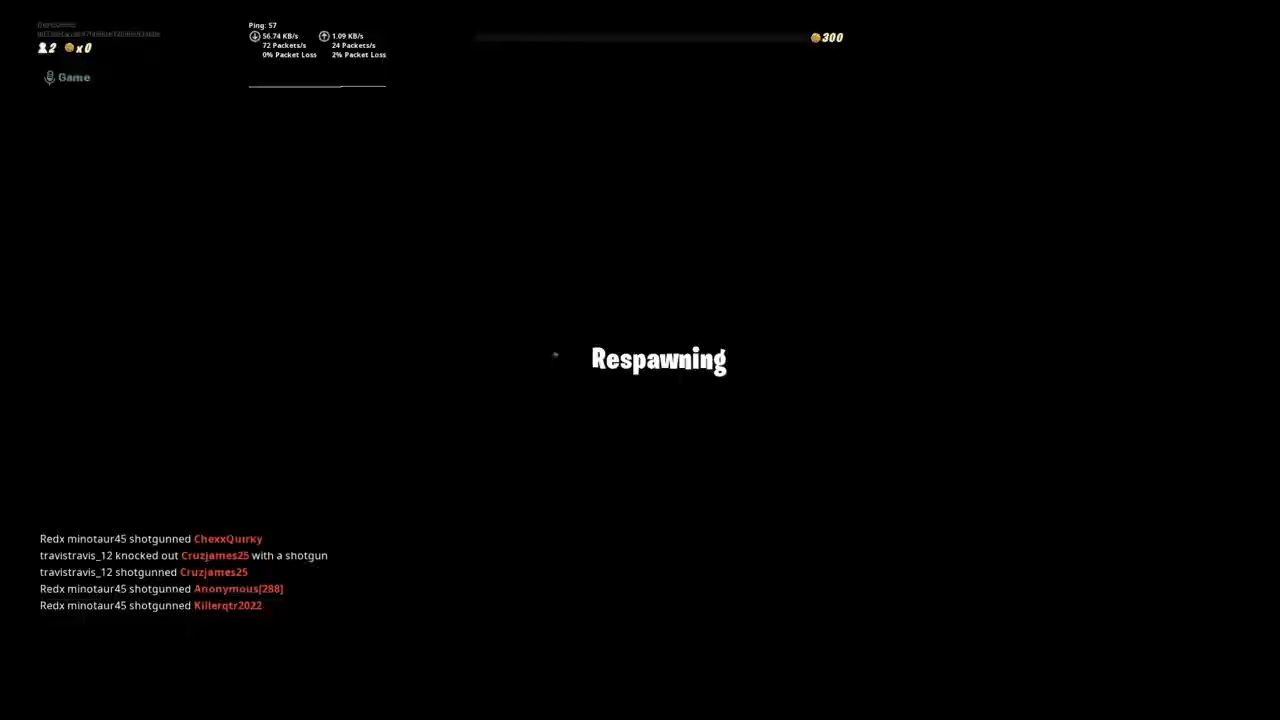 Ping: 57
56.74 KB/s 1.09 KB/s
72 Packets/s 24 Packets/s
0% Packet Loss 2% Packet Loss
2 x0
300
Game
Respawning
Redx minotaur45 shotgunned ChexxQuirky
travistravis_12 knocked out Cruzjames25 with a shotgun
travistravis_12 shotgunned Cruzjames25
Redx minotaur45 shotgunned Anonymous[288]
Redx minotaur45 shotgunned Killerqtr2022